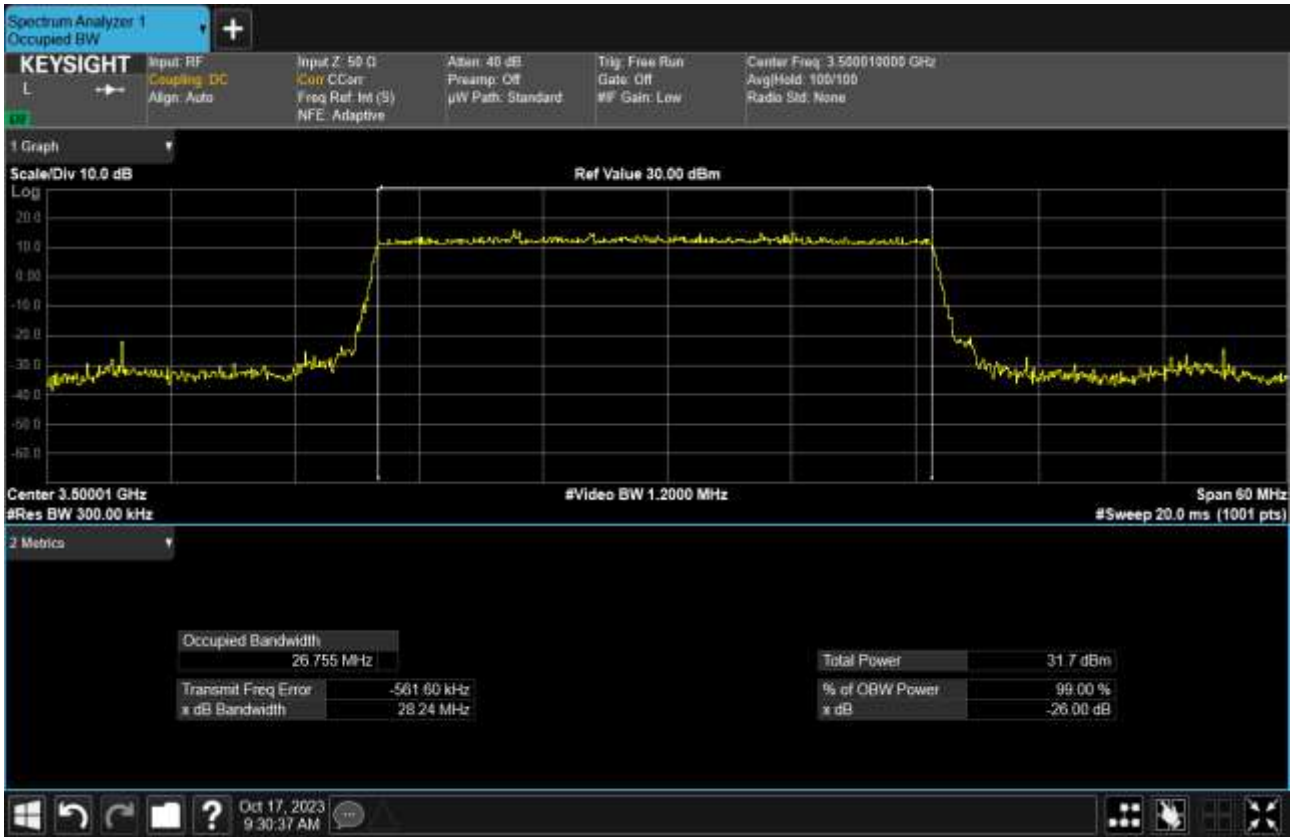 Spectrum Analyzer 1
Occupied BW
KEYSIGHT
L
Input: RF
Coupling: DC
Align: Auto
Input Z: 50 Ω
Corr CCorr
Freq Ref: Int (S)
NFE: Adaptive
Atten: 40 dB
Preamp: Off
µW Path: Standard
Trig: Free Run
Gate: Off
#IF Gain: Low
Center Freq: 3.500010000 GHz
Avg|Hold: 100/100
Radio Std: None
1 Graph
Scale/Div 10.0 dB
Ref Value 30.00 dBm
Log
20.0
10.0
0.00
-10.0
-20.0
-30.0
-40.0
-50.0
-60.0
Center 3.50001 GHz
#Video BW 1.2000 MHz
Span 60 MHz
#Res BW 300.00 kHz
#Sweep 20.0 ms (1001 pts)
2 Metrics
Occupied Bandwidth
26.755 MHz
Total Power 31.7 dBm
Transmit Freq Error -561.60 kHz
% of OBW Power 99.00 %
x dB Bandwidth 28.24 MHz
x dB -26.00 dB
?
Oct 17, 2023
9:30:37 AM